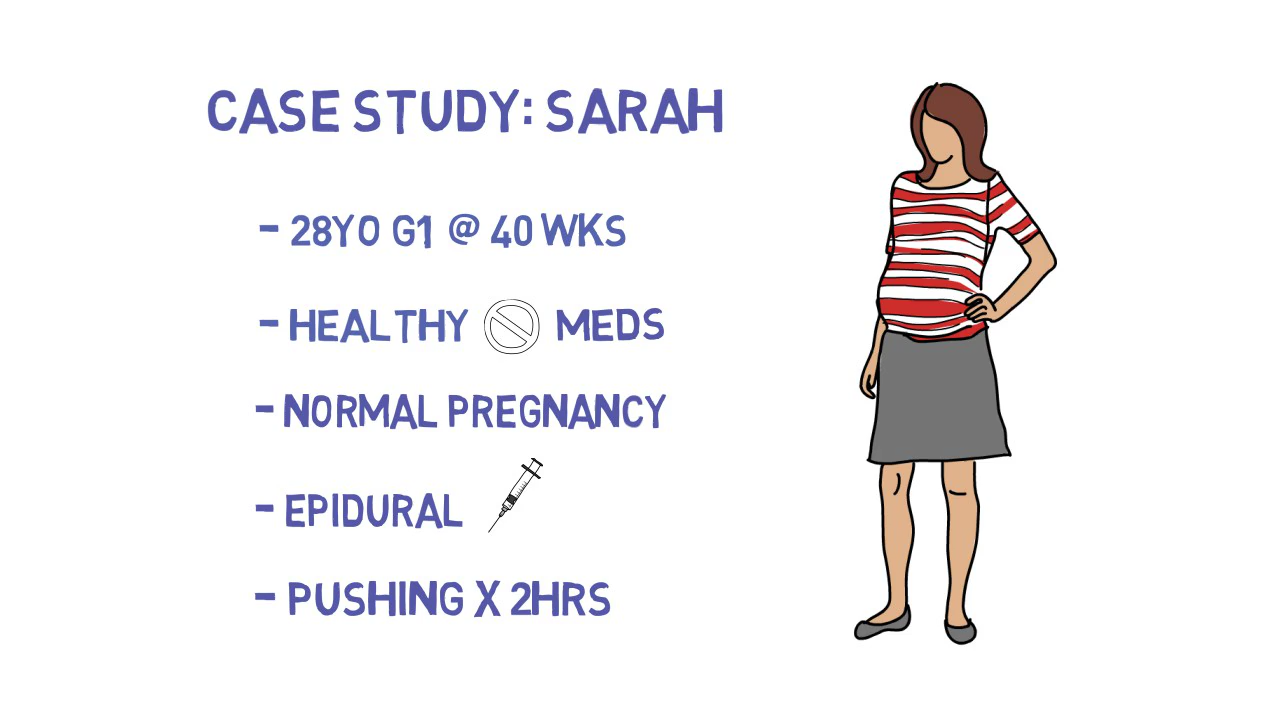 CASE STUDY: SARAH
- 28YO G1 @ 40 WKS
- HEALTHY MEDS
- NORMAL PREGNANCY
- EPIDURAL
- PUSHING X 2HRS